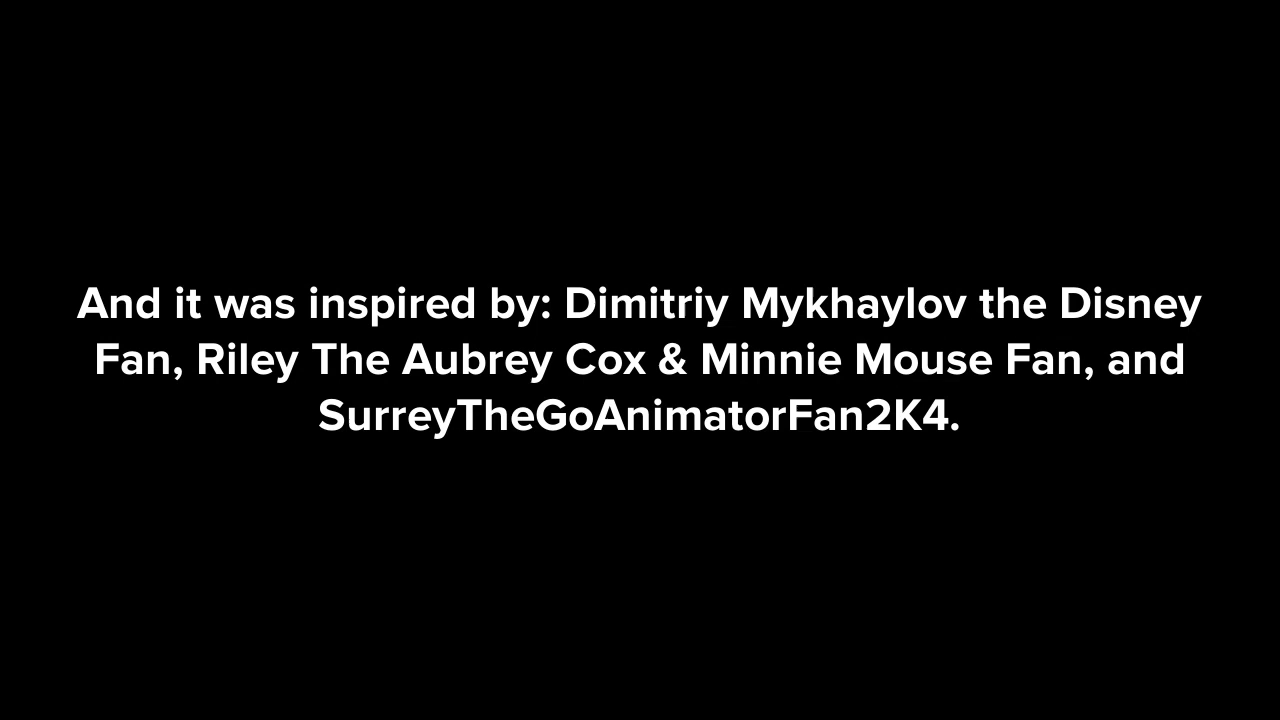 And it was inspired by: Dimitriy Mykhaylov the Disney
Fan, Riley The Aubrey Cox & Minnie Mouse Fan, and
SurreyTheGoAnimatorFan2K4.